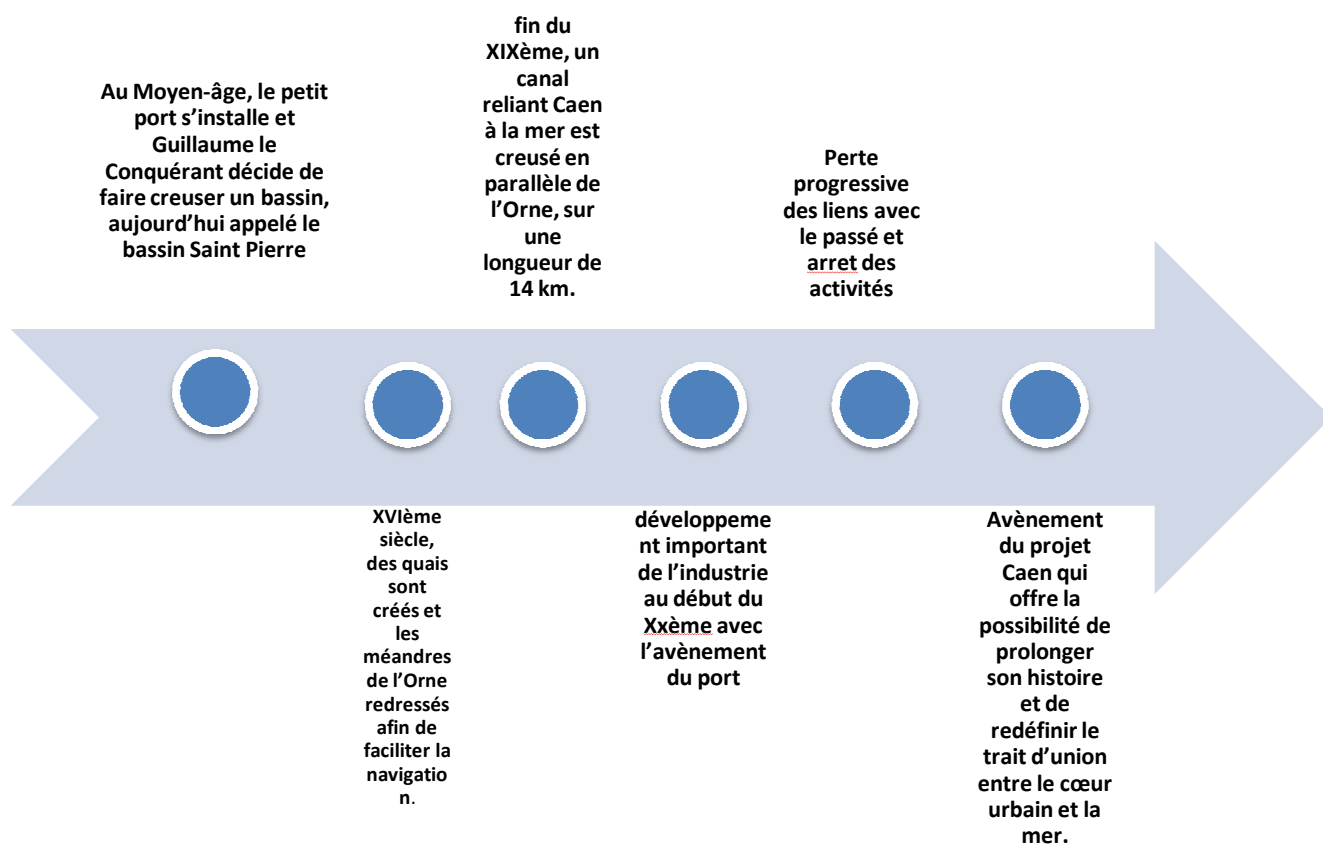 Au Moyen-âge, le petit
port s’installe et
Guillaume le
Conquérant décide de
faire creuser un bassin,
aujourd’hui appelé le
bassin Saint Pierre
XVIème
siècle,
des quais
sont
créés et
les
méandres
de l’Orne
redressés
afin de
faciliter la
navigatio
n.
fin du
XIXème, un
canal
reliant Caen
à la mer est
creusé en
parallèle de
l’Orne, sur
une
longueur de
14 km.
développeme
nt important
de l’industrie
au début du
Xxème avec
l’avènement
du port
Perte
progressive
des liens avec
le passé et
arret des
activités
Avènement
du projet
Caen qui
offre la
possibilité de
prolonger
son histoire
et de
redéfinir le
trait d’union
entre le cœur
urbain et la
mer.